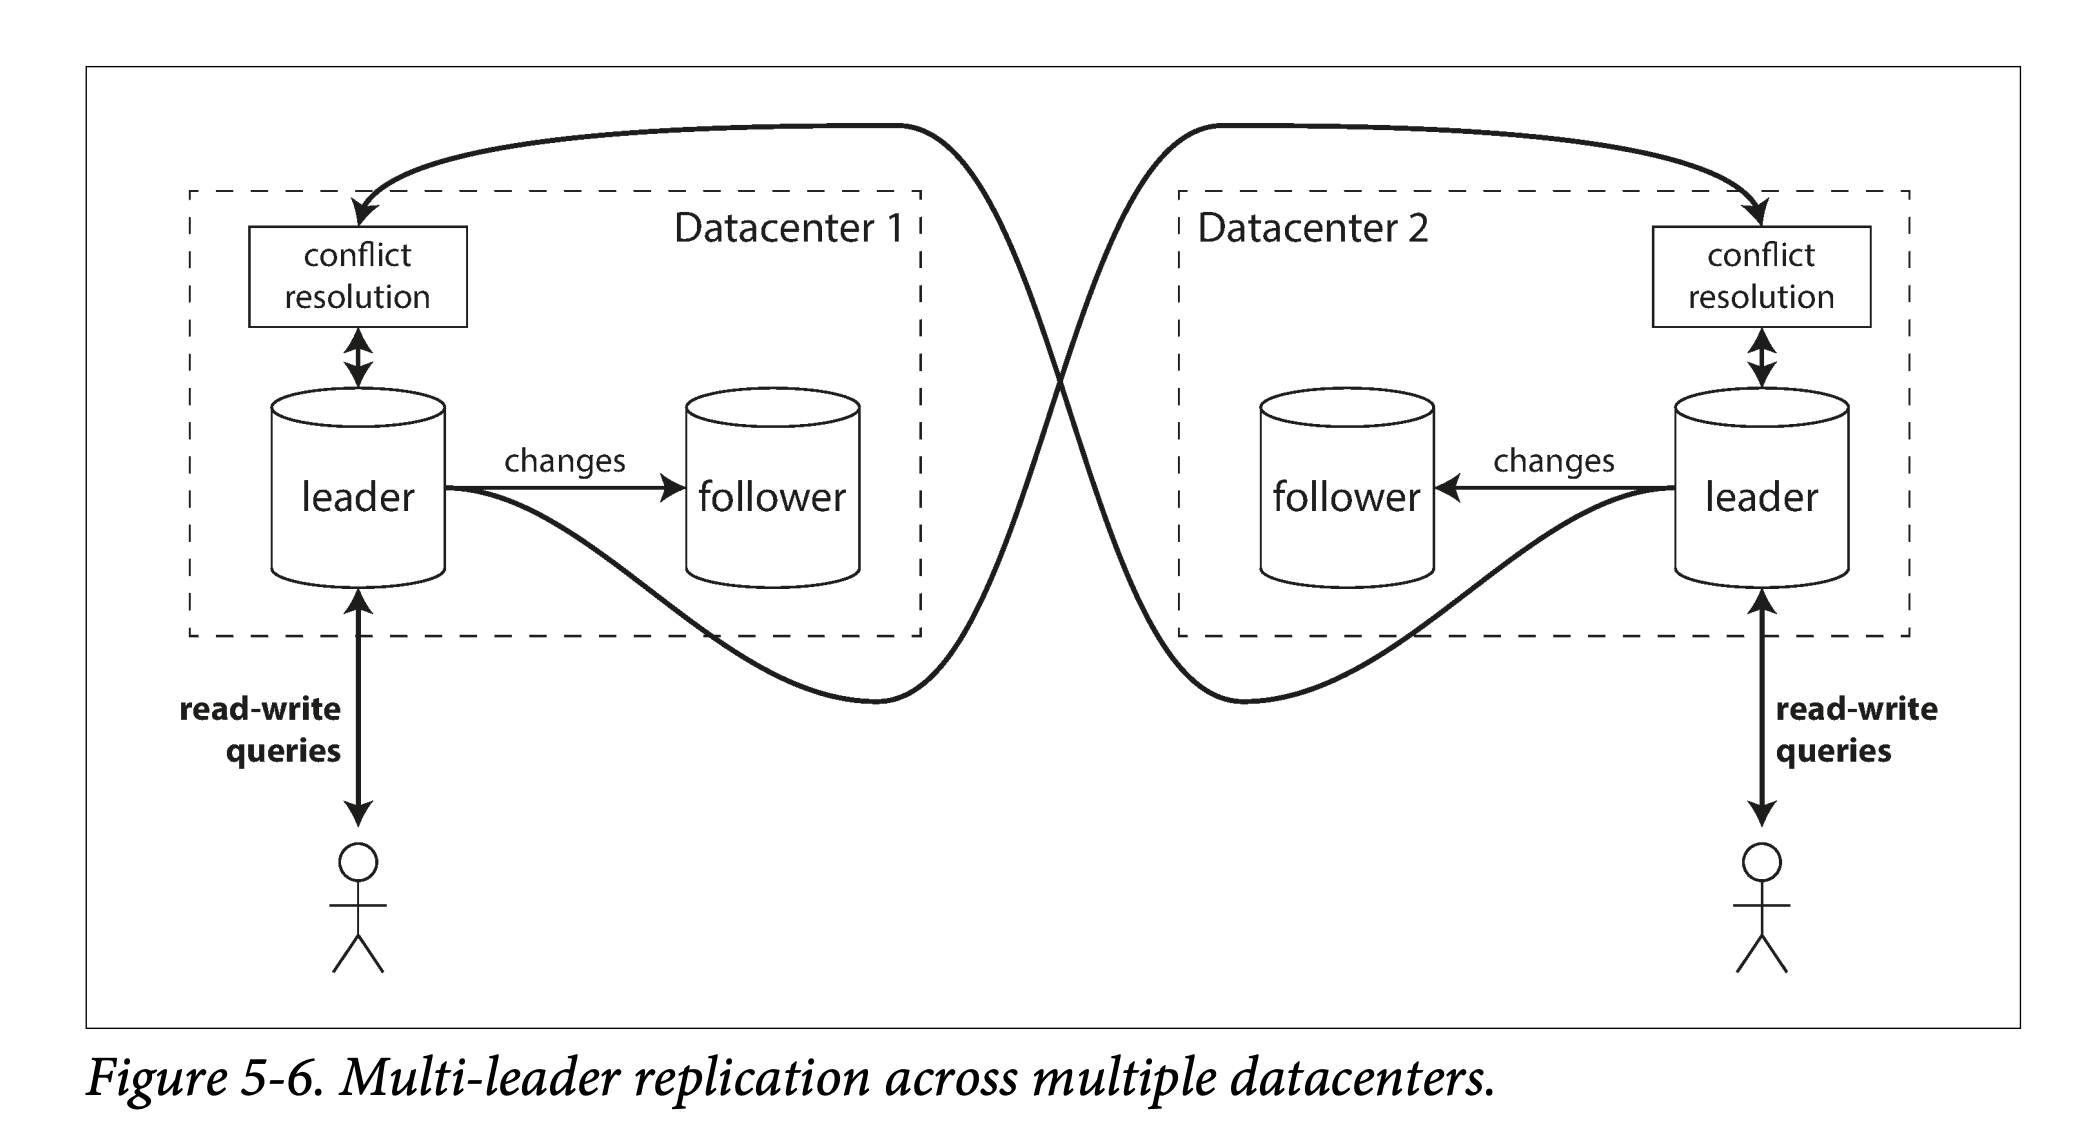 Datacenter 1
conflict
resolution
changes
leader
follower
read-write
queries
Datacenter 2
conflict
resolution
changes
follower
leader
read-write
queries
Figure 5-6. Multi-leader replication across multiple datacenters.